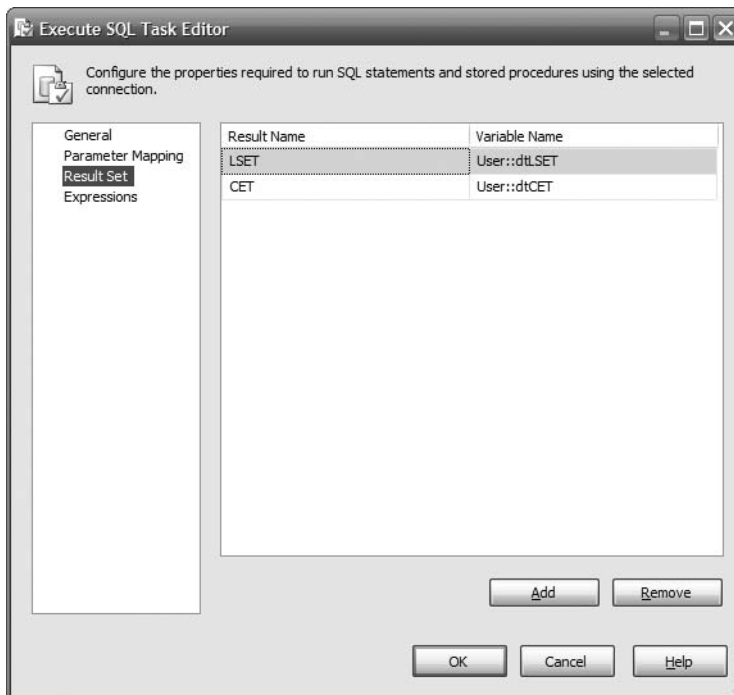 Execute SQL Task Editor
Configure the properties required to run SQL statements and stored procedures using the selected
connection.
General
Parameter Mapping
Result Set
Expressions
Result Name Variable Name
LSET User::dtLSET
CET User::dtCET
Add Remove
OK Cancel Help